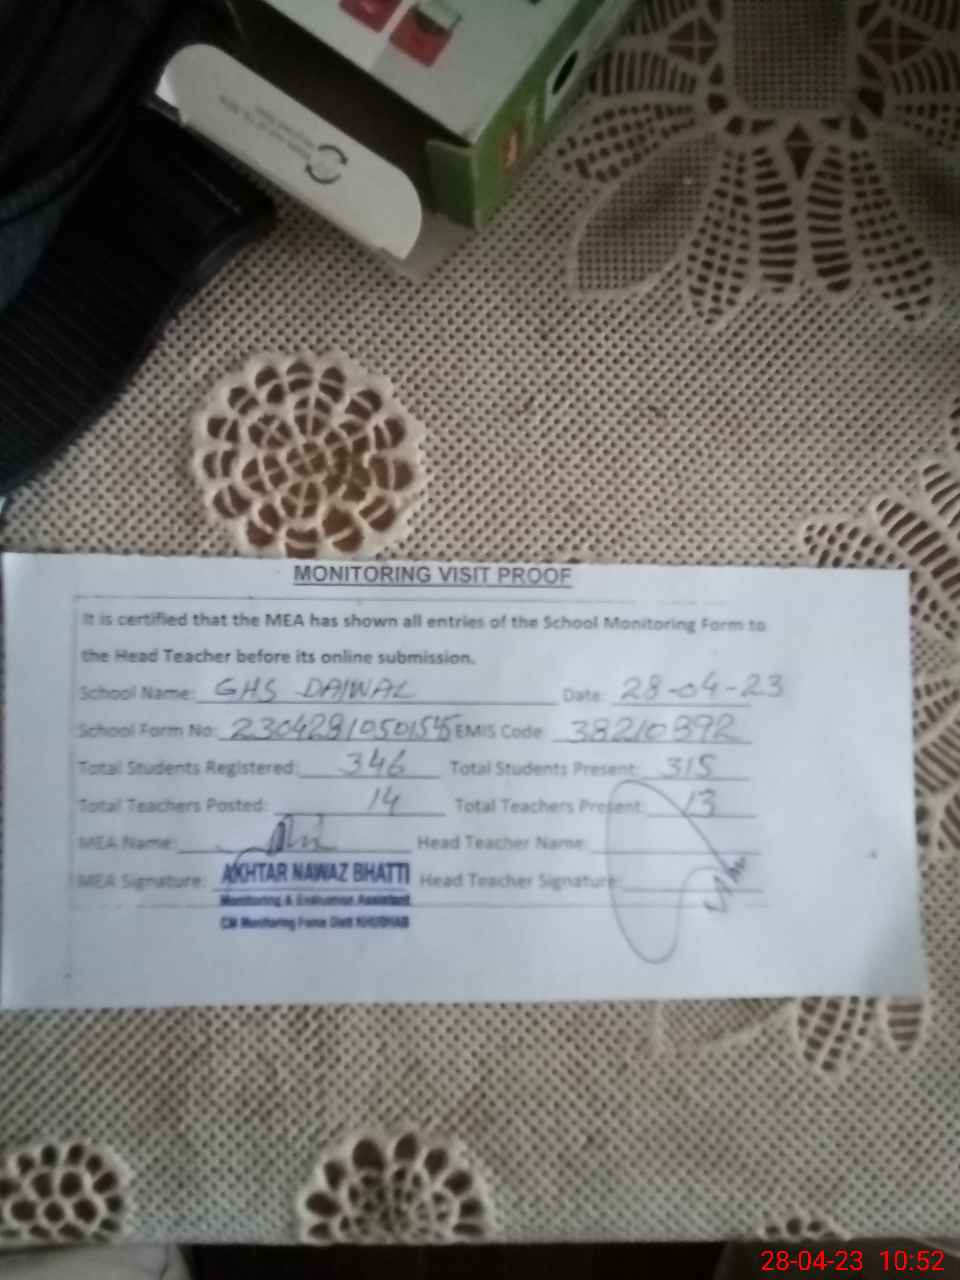 MONITORING VISIT PROOF
It is certified that the MEA has shown all entries of the School Monitoring Form to
the Head Teacher before its online submission.
School Name: GHS DAIWAL Date: 28-04-23
School Form No: EMIS Code: 38210392
Total Students Registered: 346 Total Students Present: 315
Total Teachers Posted: 14 Total Teachers Present: 13
MEA Name: Head Teacher Name:
MEA Signature: AKHTAR NAWAZ BHATTI Head Teacher Signature:
Monitoring & Evaluation Assistant
CM Monitoring Force Distt KHUSHAB
28-04-23 10:52